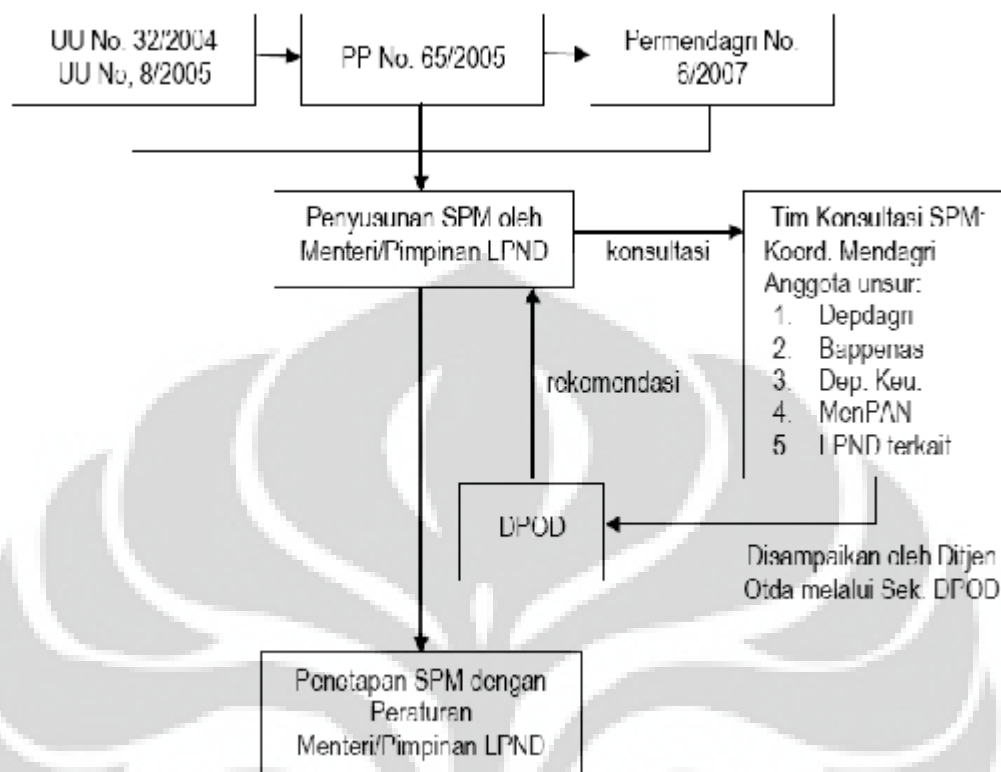 UU No. 32/2004
UU No, 8/2005
PP No. 65/2005
Permendagri No.
6/2007
Penyusunan SPM oleh
Menteri/Pimpinan LPND
konsultasi
Tim Konsultasi SPM:
Koord. Mendagri
Anggota unsur:
1. Depdagri
2. Bappenas
3. Dep. Keu.
4. MenPAN
5 LPND terkait
rekomendasi
DPOD
Disampaikan oleh Ditjen
Otda melalui Sek. DPOD
Penetapan SPM dengan
Peraturan
Menteri/Pimpinan LPND